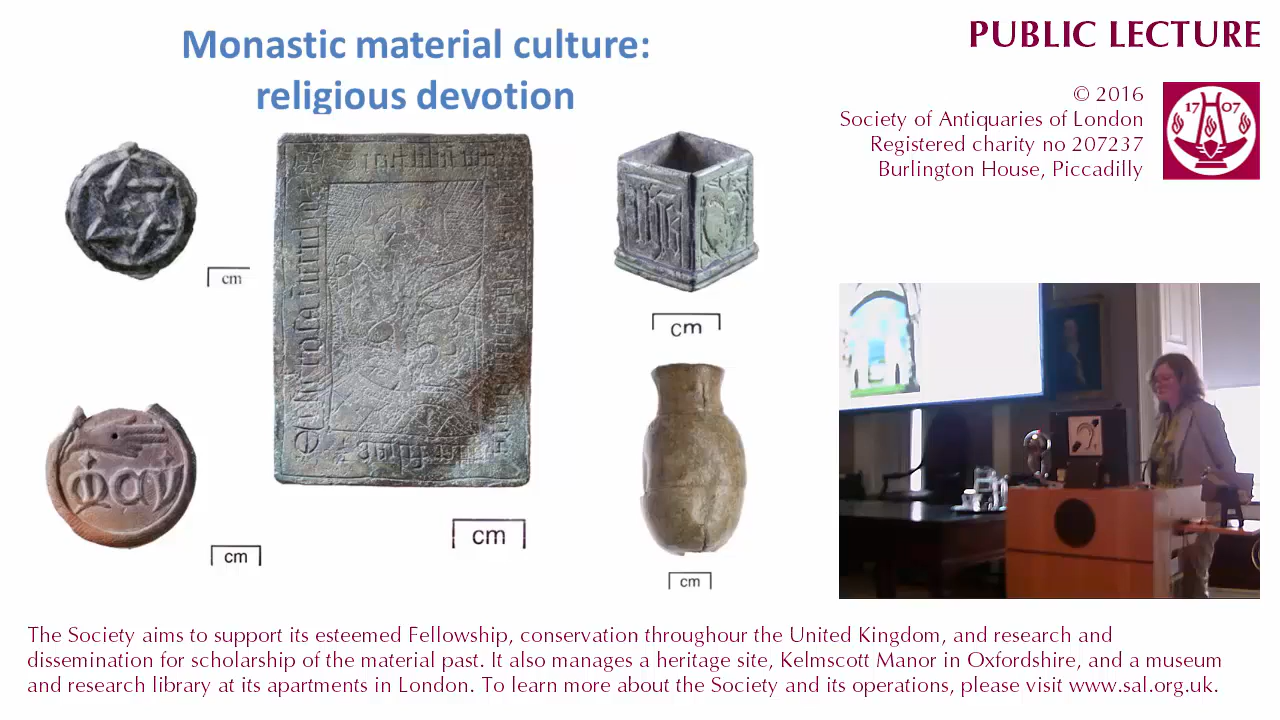 Monastic material culture:
religious devotion
PUBLIC LECTURE
© 2016
Society of Antiquaries of London
Registered charity no 207237
Burlington House, Piccadilly
17 07
cm
cm
cm
cm
cm
The Society aims to support its esteemed Fellowship, conservation throughour the United Kingdom, and research and
dissemination for scholarship of the material past. It also manages a heritage site, Kelmscott Manor in Oxfordshire, and a museum
and research library at its apartments in London. To learn more about the Society and its operations, please visit www.sal.org.uk.